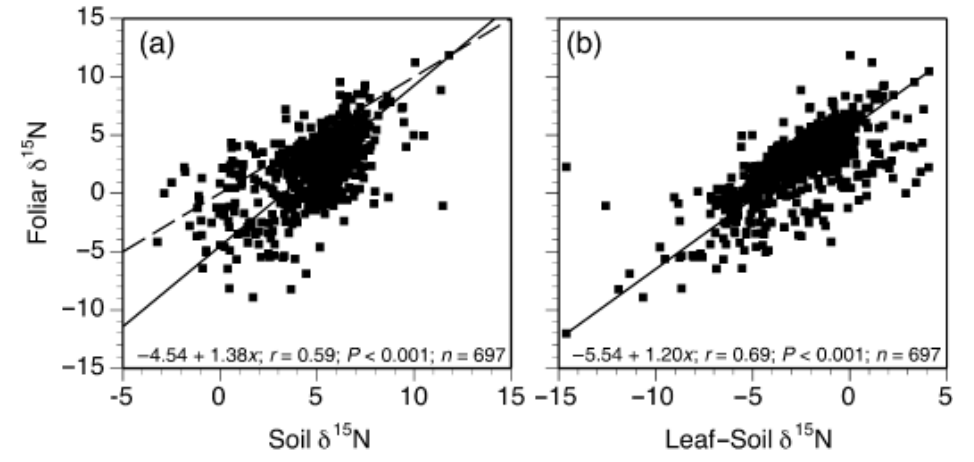 (a)
15
10
5
0
−5
−10
−15
Foliar δ¹⁵N
−4.54 + 1.38x; r = 0.59; P < 0.001; n = 697
-5 0 5 10 15
Soil δ¹⁵N
(b)
−5.54 + 1.20x; r = 0.69; P < 0.001; n = 697
−15 −10 −5 0 5
Leaf−Soil δ¹⁵N